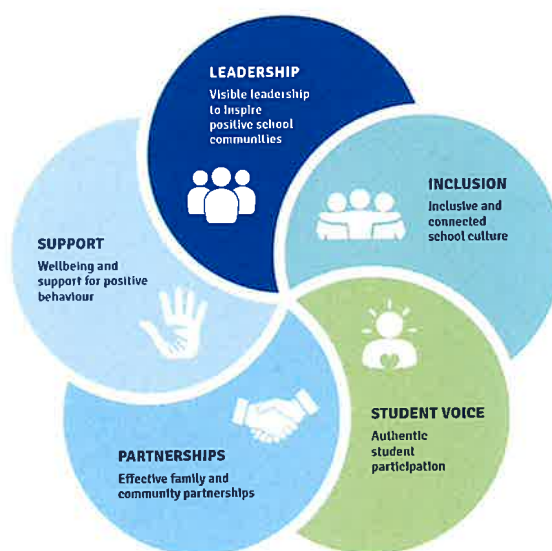 LEADERSHIP
Visible leadership
to inspire
positive school
communities
INCLUSION
Inclusive and
connected
school culture
STUDENT VOICE
Authentic
student
participation
PARTNERSHIPS
Effective family and
community partnerships
SUPPORT
Wellbeing and
support for positive
behaviour